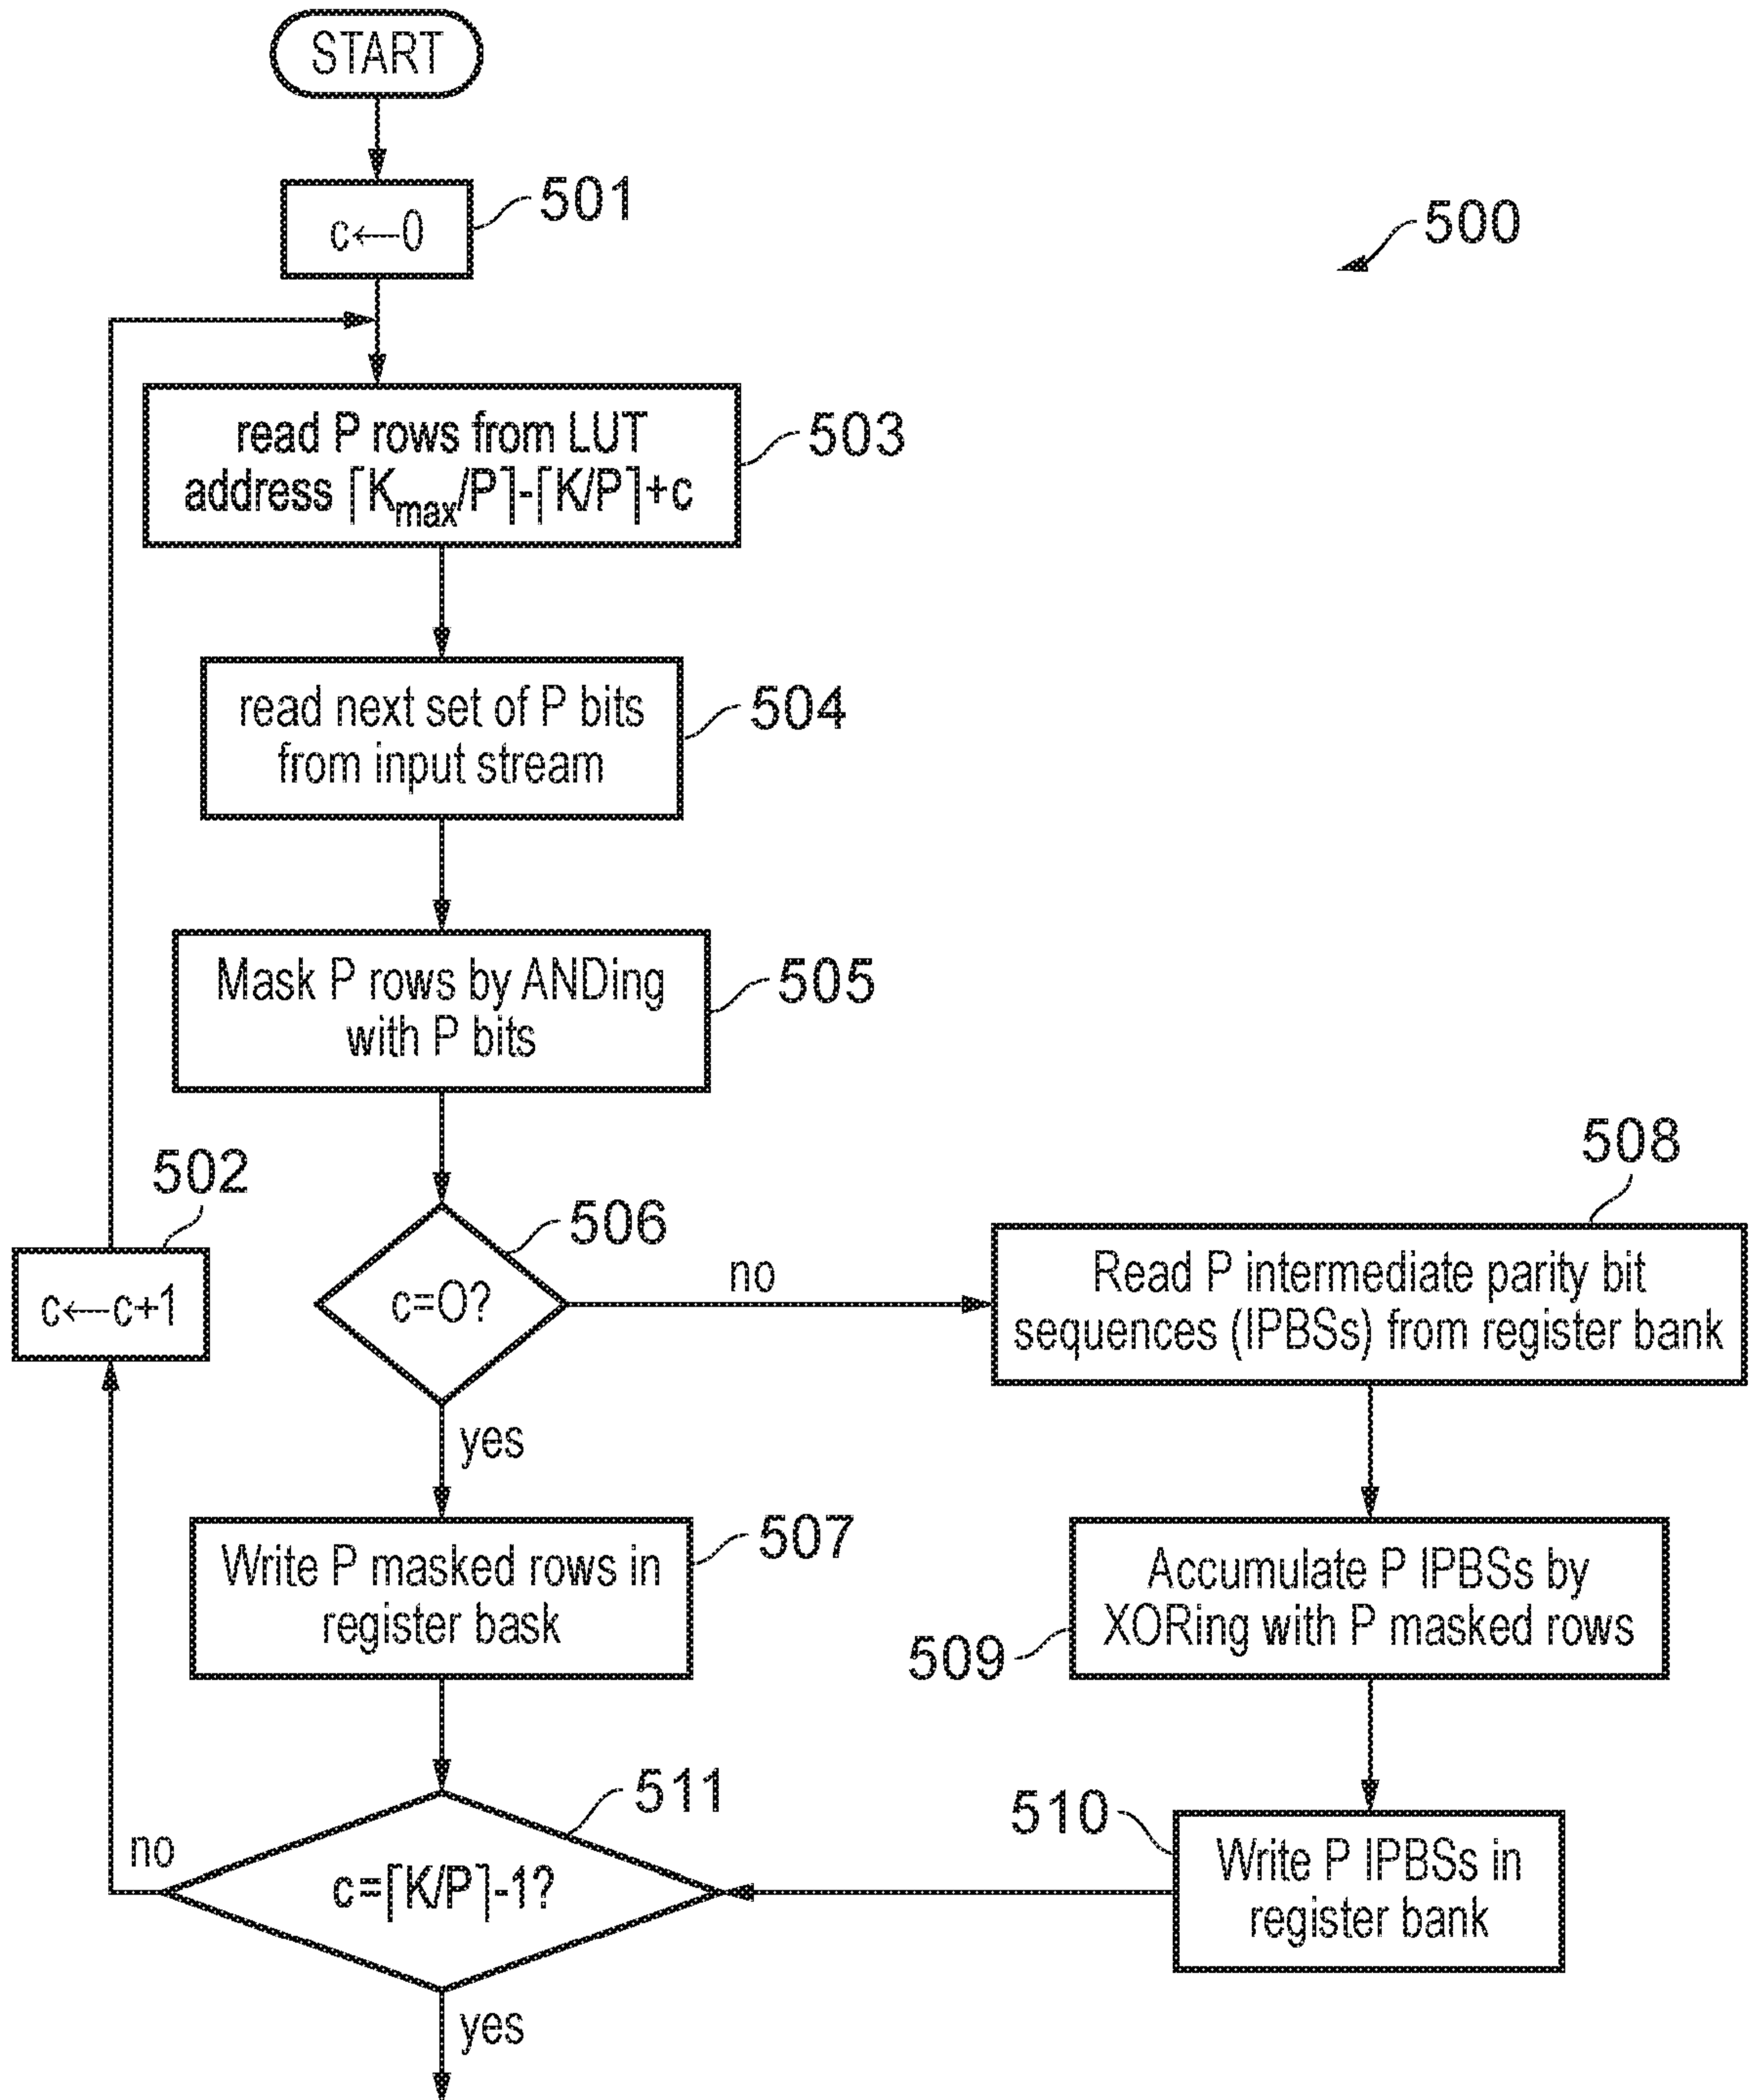 START
c←0
501
500
read P rows from LUT
address ⌈Kmax/P⌉-⌈K/P⌉+c
503
read next set of P bits
from input stream
504
Mask P rows by ANDing
with P bits
505
502
c←c+1
506
c=O?
no
yes
508
Read P intermediate parity bit
sequences (IPBSs) from register bank
Write P masked rows in
register bask
507
Accumulate P IPBSs by
XORing with P masked rows
509
511
c=⌈K/P⌉-1?
no
yes
510
Write P IPBSs in
register bank